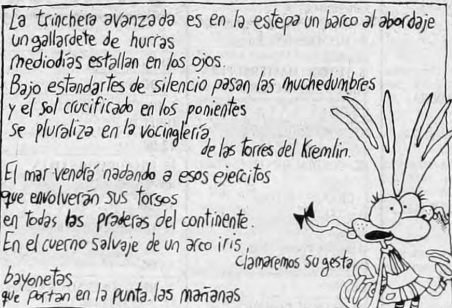 La trinchera avanzada es en la estepa un barco al abordaje
un gallardete de hurras
mediodías estallan en los ojos.
Bajo estandartes de silencio pasan las muchedumbres
y el sol crucificado en los ponientes
se pluraliza en la vocinglería
de las torres del Kremlin.
El mar vendrá nadando a esos ejercitos
que envolverán sus torsos
en todas las praderas del continente.
En el cuerno salvaje de un arco iris
clamaremos su gesta
bayonetas
que portan en la punta las mañanas